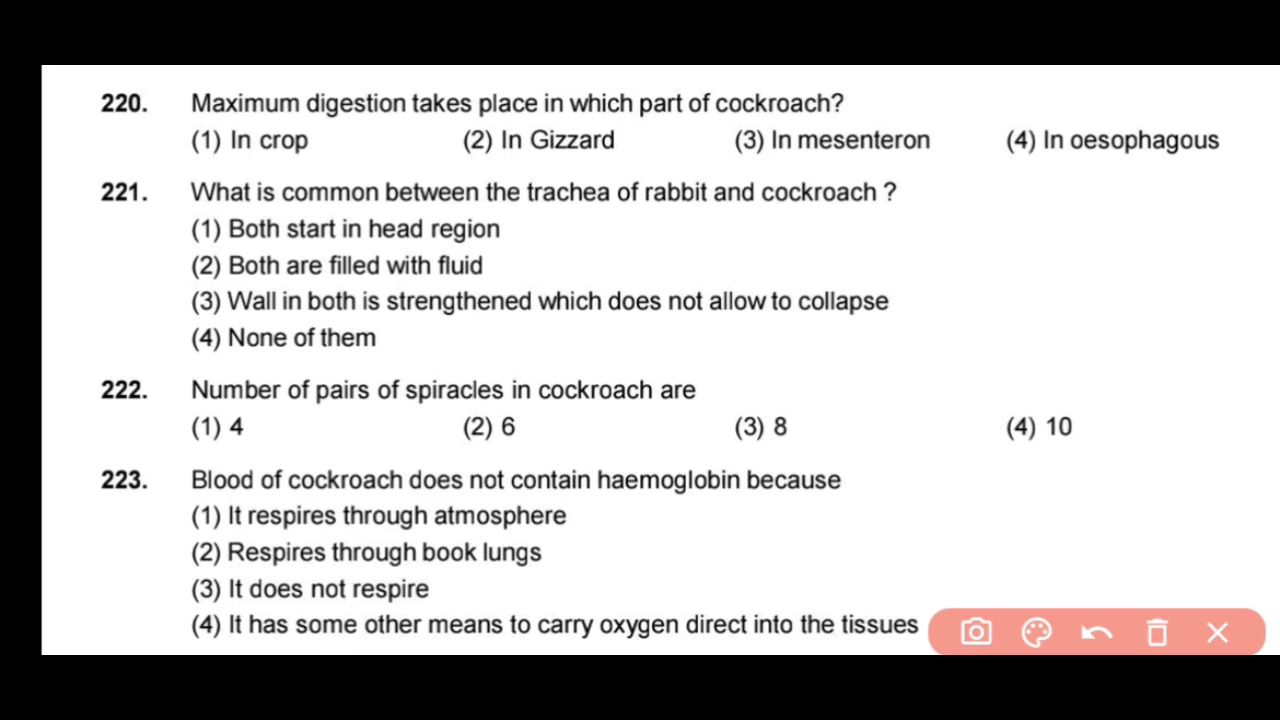 220. Maximum digestion takes place in which part of cockroach?
(1) In crop (2) In Gizzard (3) In mesenteron (4) In oesophagous
221. What is common between the trachea of rabbit and cockroach ?
(1) Both start in head region
(2) Both are filled with fluid
(3) Wall in both is strengthened which does not allow to collapse
(4) None of them
222. Number of pairs of spiracles in cockroach are
(1) 4 (2) 6 (3) 8 (4) 10
223. Blood of cockroach does not contain haemoglobin because
(1) It respires through atmosphere
(2) Respires through book lungs
(3) It does not respire
(4) It has some other means to carry oxygen direct into the tissues